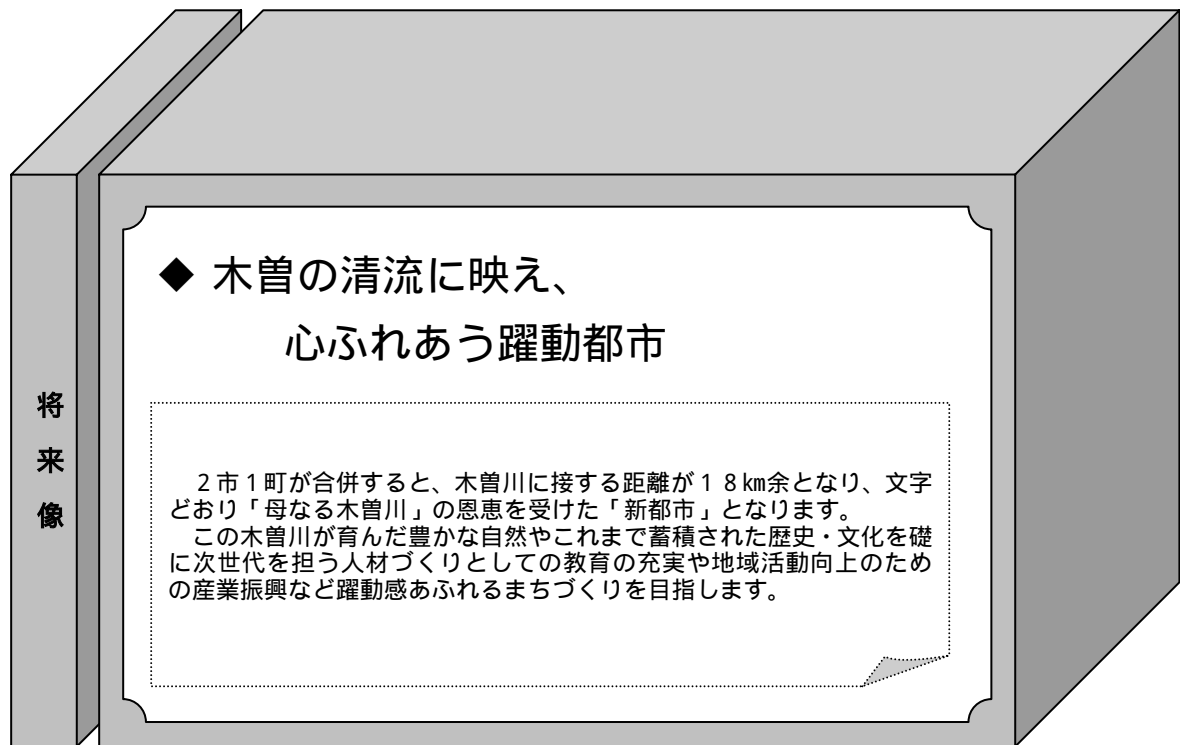 将来像
◆ 木曽の清流に映え、
心ふれあう躍動都市
２市１町が合併すると、木曽川に接する距離が１８㎞余となり、文字
どおり「母なる木曽川」の恩恵を受けた「新都市」となります。
この木曽川が育んだ豊かな自然やこれまで蓄積された歴史・文化を礎
に次世代を担う人材づくりとしての教育の充実や地域活動向上のため
の産業振興など躍動感あふれるまちづくりを目指します。